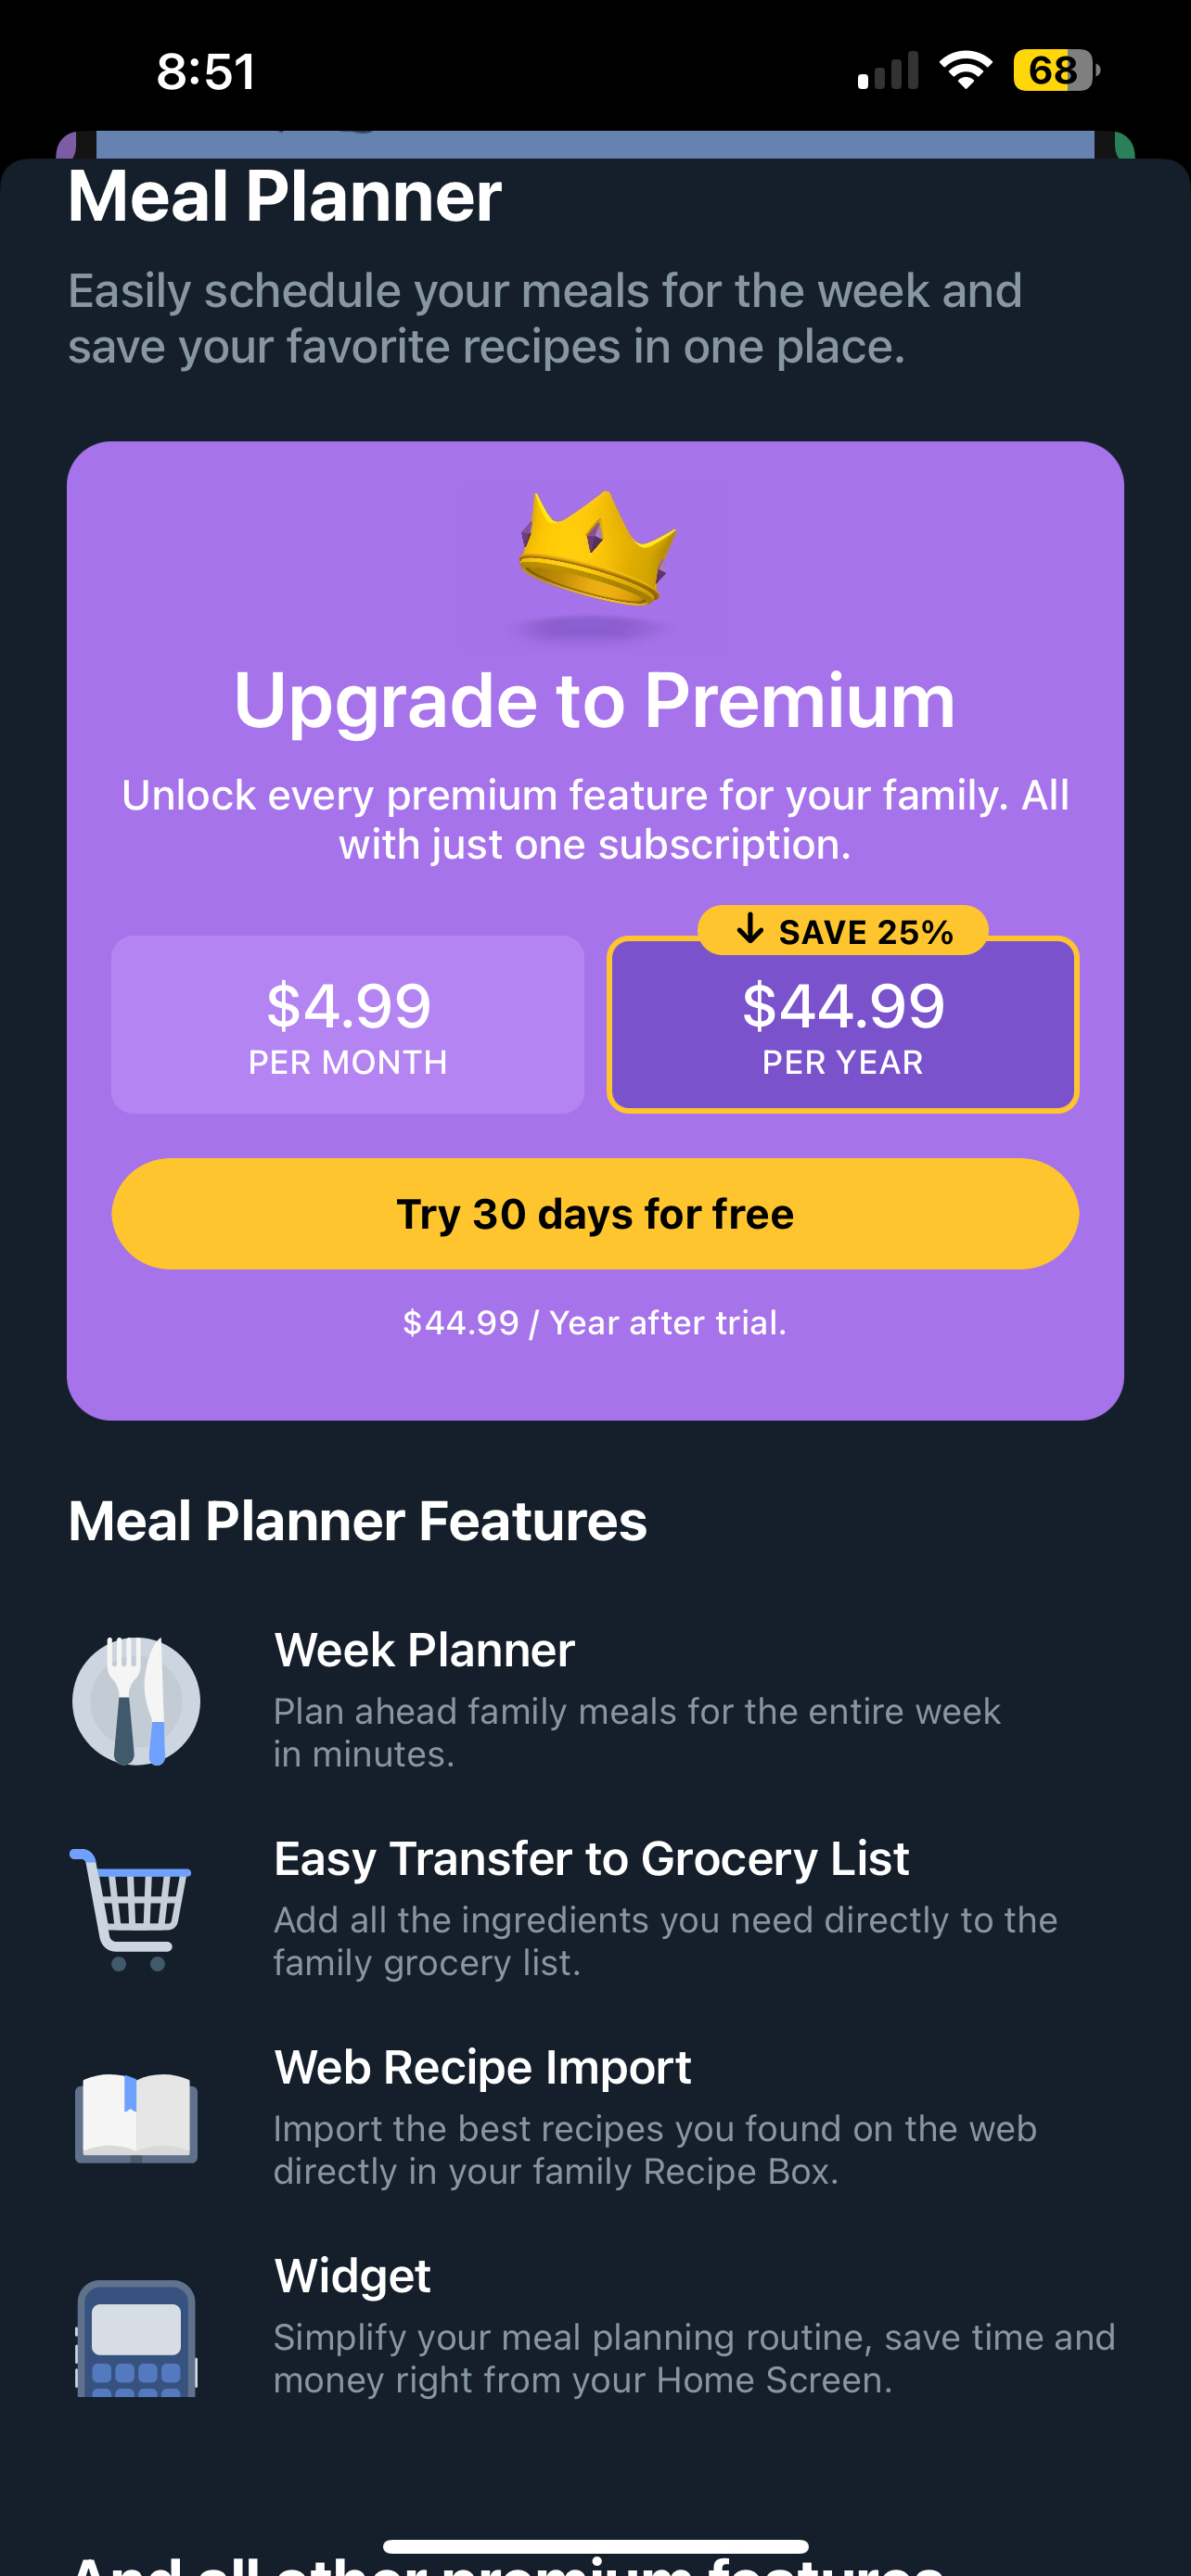 8:51
68
Meal Planner
Easily schedule your meals for the week and
save your favorite recipes in one place.
Upgrade to Premium
Unlock every premium feature for your family. All
with just one subscription.
↓ SAVE 25%
$4.99
PER MONTH
$44.99
PER YEAR
Try 30 days for free
$44.99 / Year after trial.
Meal Planner Features
Week Planner
Plan ahead family meals for the entire week
in minutes.
Easy Transfer to Grocery List
Add all the ingredients you need directly to the
family grocery list.
Web Recipe Import
Import the best recipes you found on the web
directly in your family Recipe Box.
Widget
Simplify your meal planning routine, save time and
money right from your Home Screen.
And all other premium features